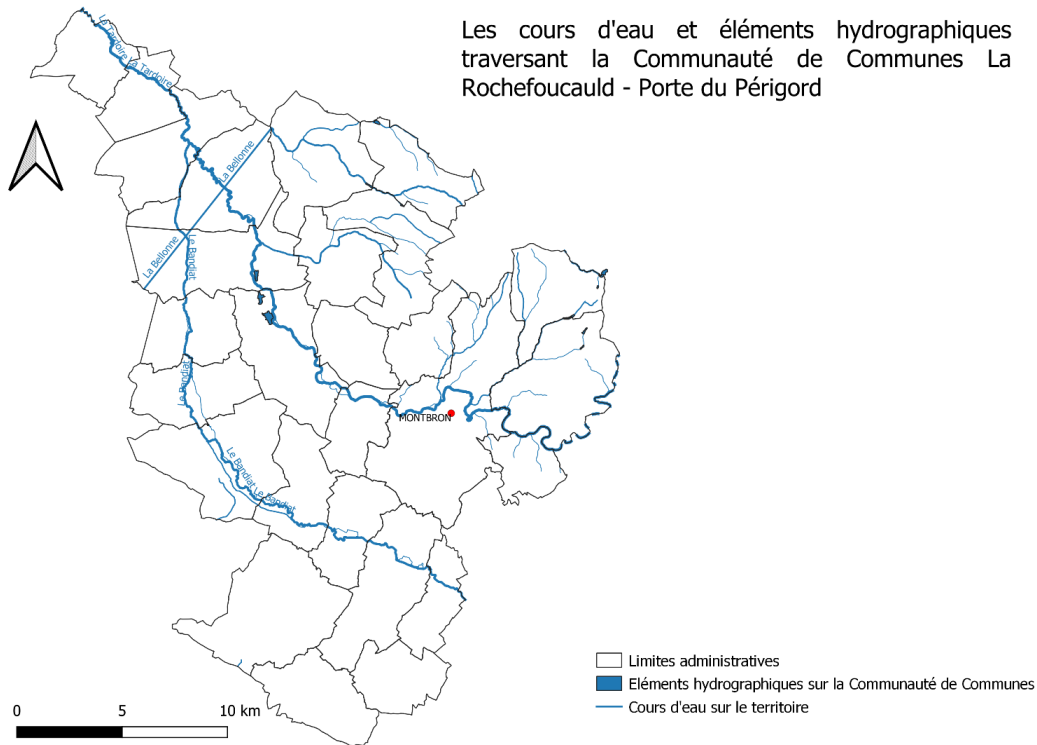 Les cours d'eau et éléments hydrographiques
traversant la Communauté de Communes La
Rochefoucauld - Porte du Périgord
La Tardoire La Tardoire
La Bellonne
La Bellonne
Le Bandiat
Le Bandiat
MONTBRON
Le Bandiat Le Bandiat
Limites administratives
Eléments hydrographiques sur la Communauté de Communes
Cours d'eau sur le territoire
0 5 10 km